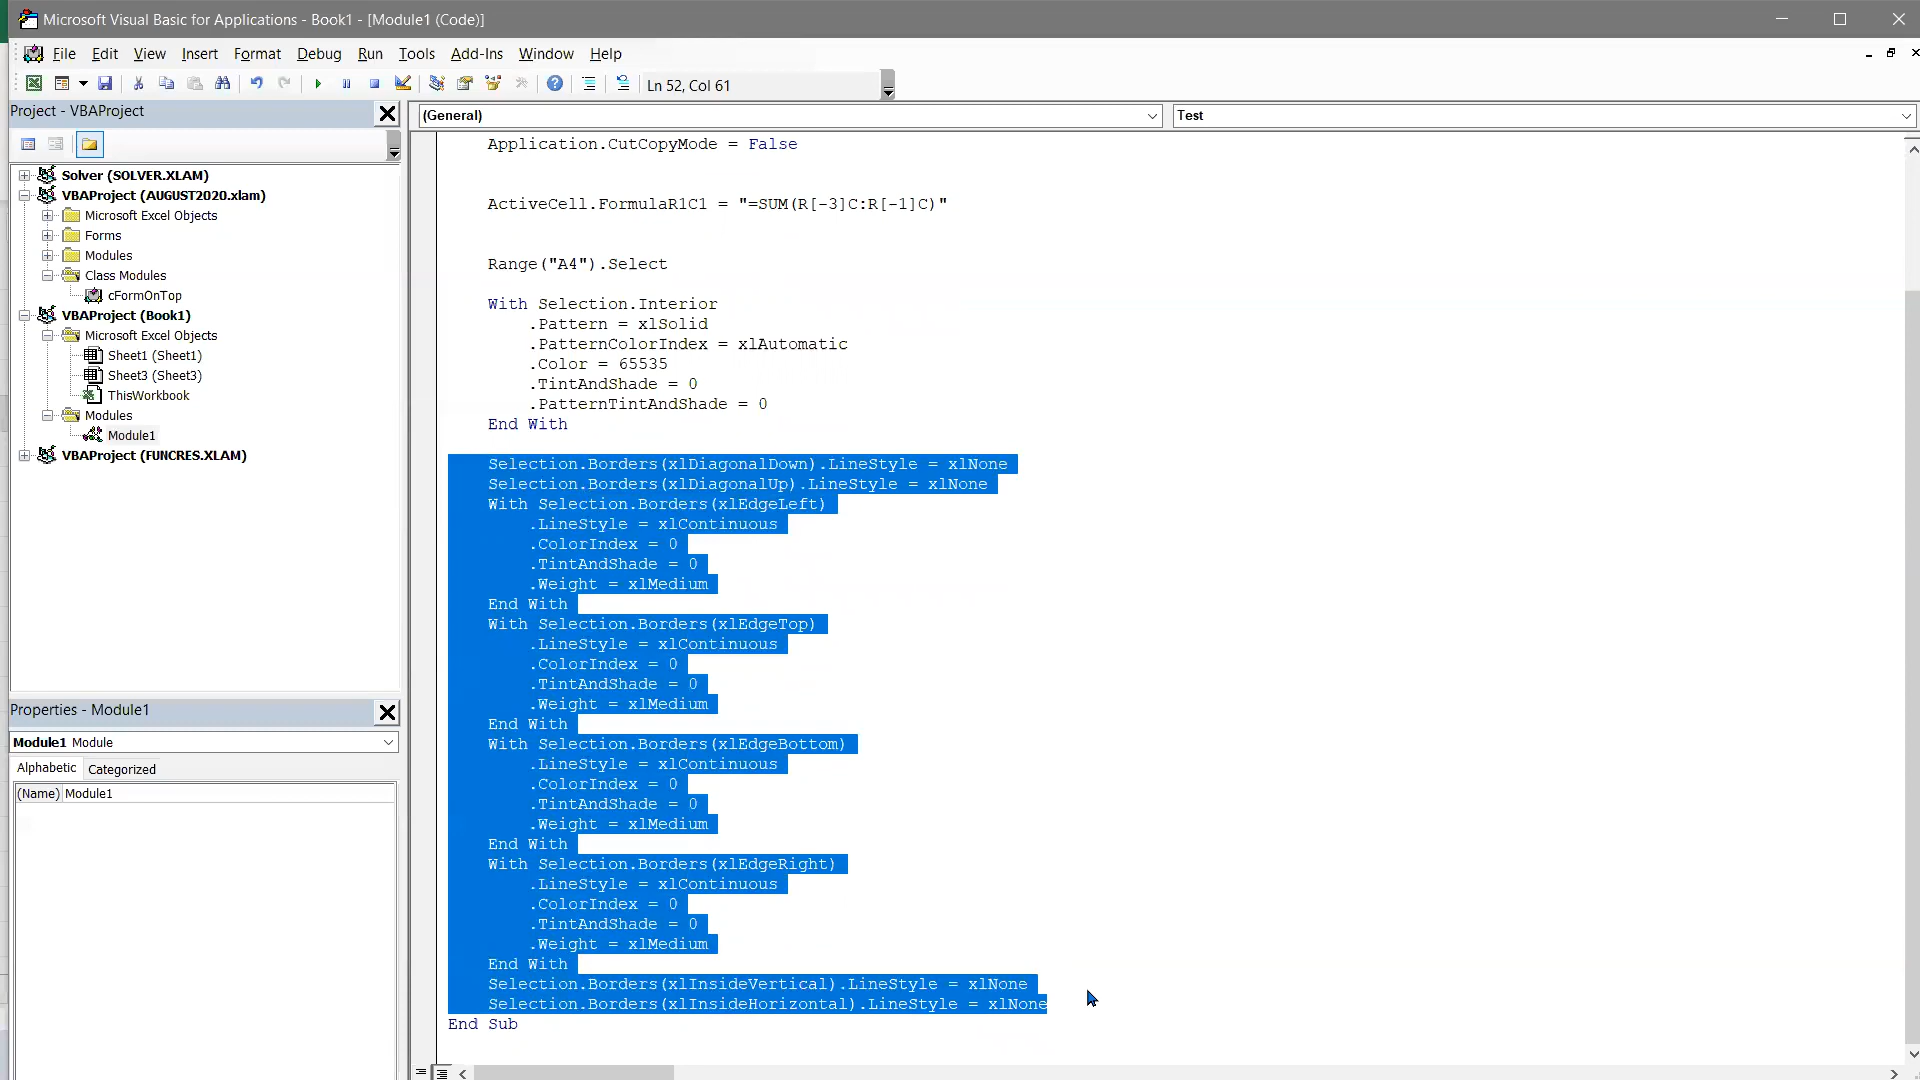 Microsoft Visual Basic for Applications - Book1 - [Module1 (Code)]
File Edit View Insert Format Debug Run Tools Add-Ins Window Help
Ln 52, Col 61
Project - VBAProject
(General)
Test
Solver (SOLVER.XLAM)
VBAProject (AUGUST2020.xlam)
Microsoft Excel Objects
Forms
Modules
Class Modules
cFormOnTop
VBAProject (Book1)
Microsoft Excel Objects
Sheet1 (Sheet1)
Sheet3 (Sheet3)
ThisWorkbook
Modules
Module1
VBAProject (FUNCRES.XLAM)
Properties - Module1
Module1 Module
Alphabetic Categorized
(Name) Module1
Application.CutCopyMode = False
ActiveCell.FormulaR1C1 = "=SUM(R[-3]C:R[-1]C)"
Range("A4").Select
With Selection.Interior
.Pattern = xlSolid
.PatternColorIndex = xlAutomatic
.Color = 65535
.TintAndShade = 0
.PatternTintAndShade = 0
End With
Selection.Borders(xlDiagonalDown).LineStyle = xlNone
Selection.Borders(xlDiagonalUp).LineStyle = xlNone
With Selection.Borders(xlEdgeLeft)
.LineStyle = xlContinuous
.ColorIndex = 0
.TintAndShade = 0
.Weight = xlMedium
End With
With Selection.Borders(xlEdgeTop)
.LineStyle = xlContinuous
.ColorIndex = 0
.TintAndShade = 0
.Weight = xlMedium
End With
With Selection.Borders(xlEdgeBottom)
.LineStyle = xlContinuous
.ColorIndex = 0
.TintAndShade = 0
.Weight = xlMedium
End With
With Selection.Borders(xlEdgeRight)
.LineStyle = xlContinuous
.ColorIndex = 0
.TintAndShade = 0
.Weight = xlMedium
End With
Selection.Borders(xlInsideVertical).LineStyle = xlNone
Selection.Borders(xlInsideHorizontal).LineStyle = xlNone
End Sub